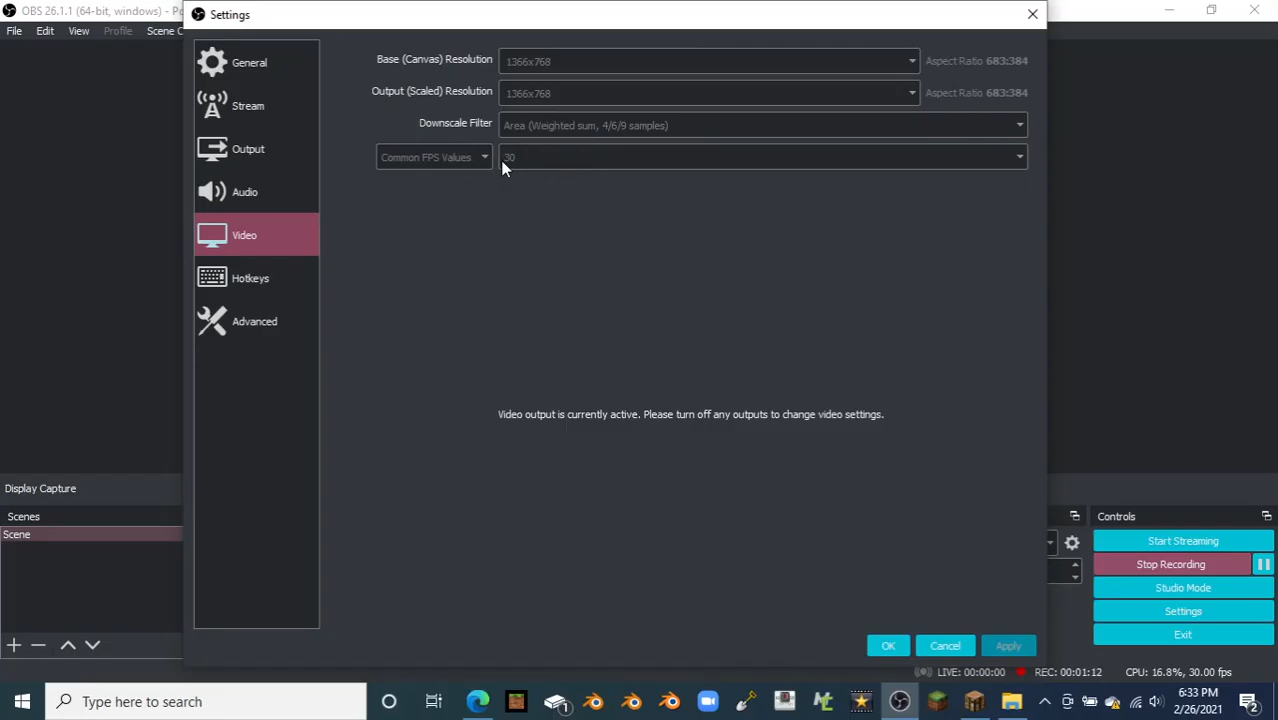 OBS 26.1.1 (64-bit, windows) - Po
Settings
File Edit View Profile Scene C
General
Stream
Output
Audio
Video
Hotkeys
Advanced
Base (Canvas) Resolution 1366x768 Aspect Ratio 683:384
Output (Scaled) Resolution 1366x768 Aspect Ratio 683:384
Downscale Filter Area (Weighted sum, 4/6/9 samples)
Common FPS Values 30
Video output is currently active. Please turn off any outputs to change video settings.
Display Capture
Scenes
Scene
Controls
Start Streaming
Stop Recording
Studio Mode
Settings
Exit
OK Cancel Apply
LIVE: 00:00:00 REC: 00:01:12 CPU: 16.8%, 30.00 fps
Type here to search
1
6:33 PM
2/26/2021
2